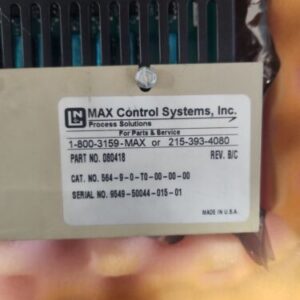 LN MAX Control Systems, Inc.
Process Solutions
For Parts & Service
1-800-3159-MAX or 215-393-4080
PART NO. 080418 REV. B/C
CAT. NO. 564-9-0-T0-00-00-00
SERIAL NO. 9549-50044-015-01
MADE IN U.S.A.